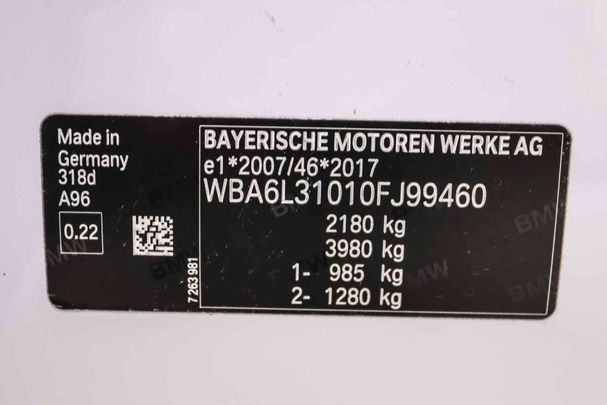 Made in
Germany
318d
A96
0.22
7 263 981
BAYERISCHE MOTOREN WERKE AG
e1*2007/46*2017
WBA6L31010FJ99460
2180 kg
3980 kg
1- 985 kg
2- 1280 kg